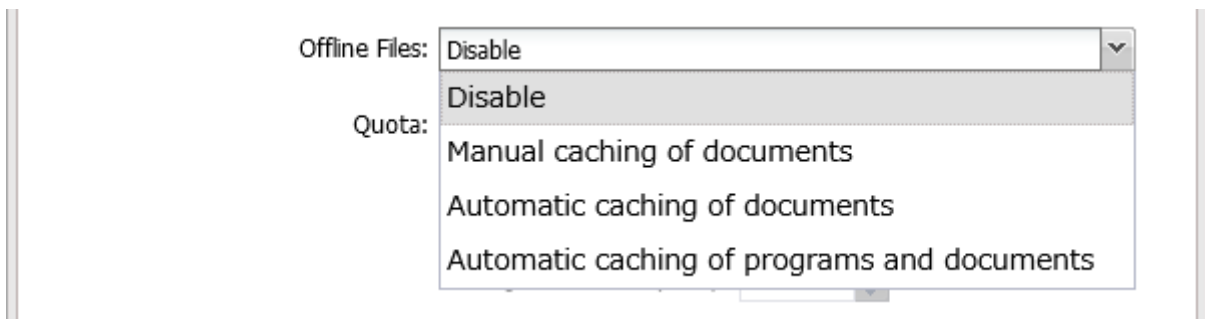 Offline Files: Disable
Disable
Quota:
Manual caching of documents
Automatic caching of documents
Automatic caching of programs and documents